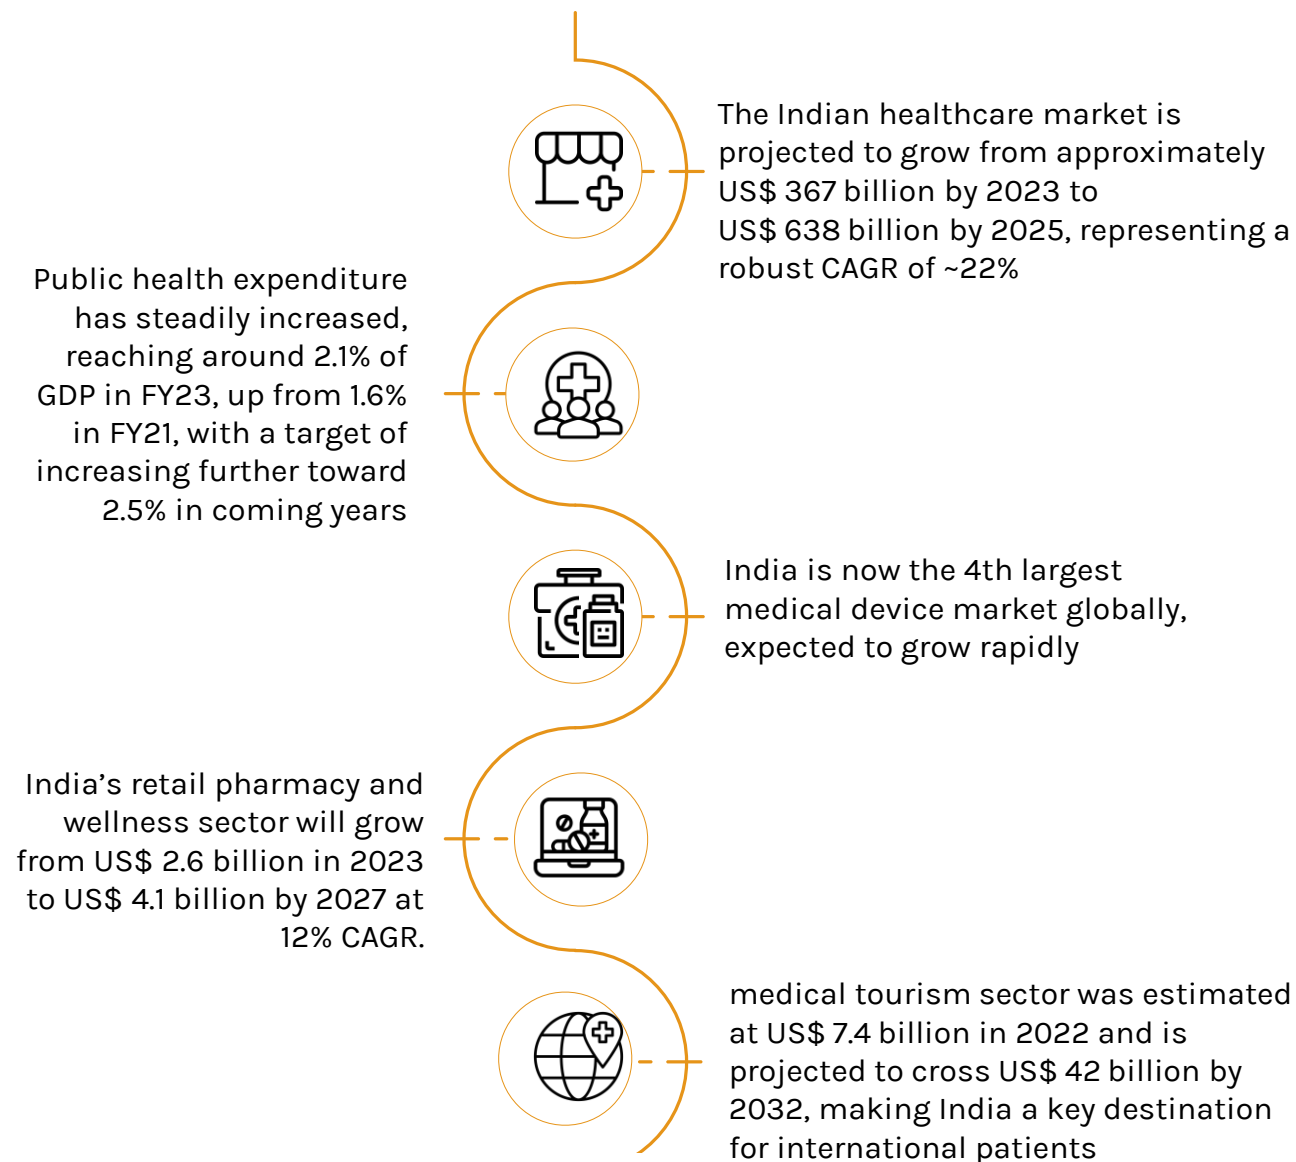 The Indian healthcare market is
projected to grow from approximately
US$ 367 billion by 2023 to
US$ 638 billion by 2025, representing a
robust CAGR of ~22%
Public health expenditure
has steadily increased,
reaching around 2.1% of
GDP in FY23, up from 1.6%
in FY21, with a target of
increasing further toward
2.5% in coming years
India is now the 4th largest
medical device market globally,
expected to grow rapidly
India’s retail pharmacy and
wellness sector will grow
from US$ 2.6 billion in 2023
to US$ 4.1 billion by 2027 at
12% CAGR.
medical tourism sector was estimated
at US$ 7.4 billion in 2022 and is
projected to cross US$ 42 billion by
2032, making India a key destination
for international patients